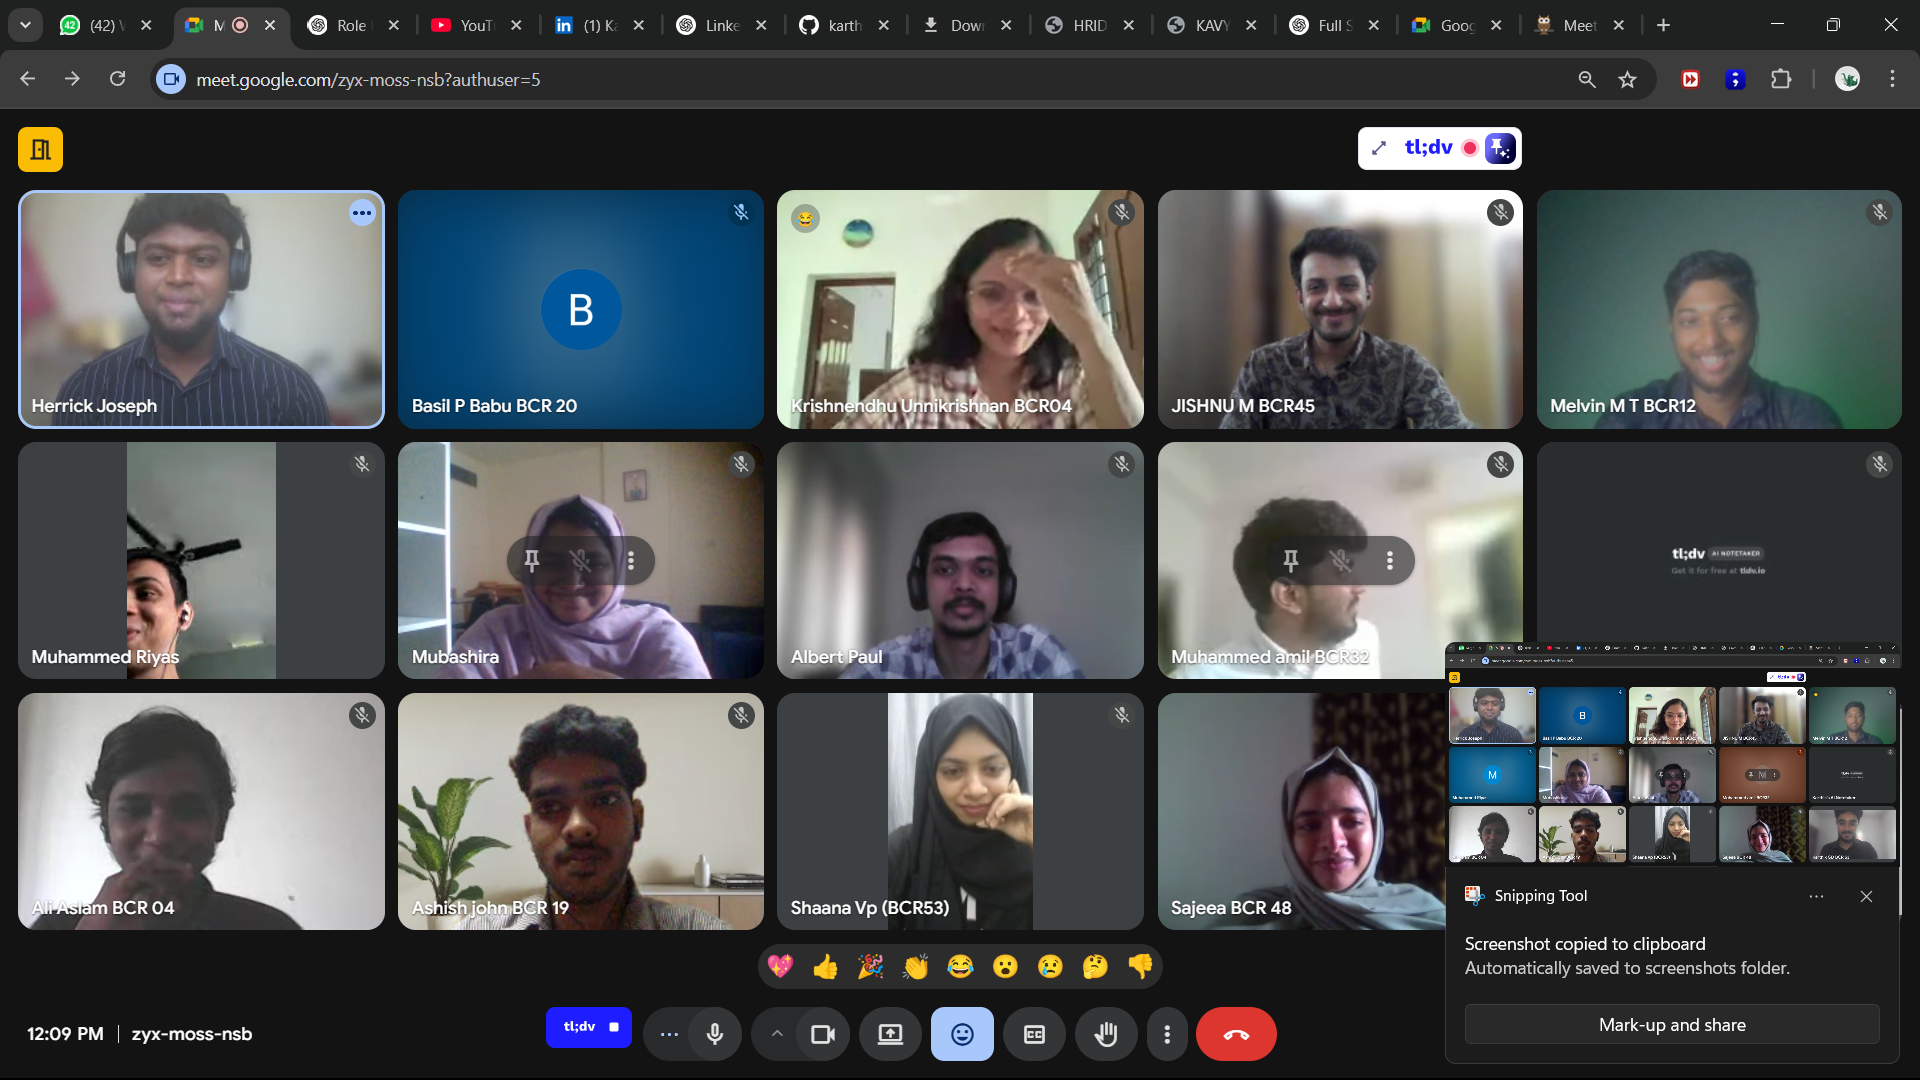 (42) V
M
Role
YouT
(1) Ka
Linke
karth
Dow
HRID
KAVY
Full S
Goog
Meet
meet.google.com/zyx-moss-nsb?authuser=5
tl;dv
Herrick Joseph
B
Basil P Babu BCR 20
Krishnendhu Unnikrishnan BCR04
JISHNU M BCR45
Melvin M T BCR12
Muhammed Riyas
Mubashira
Albert Paul
Muhammed amil BCR32
tl;dv AI NOTETAKER
Get it for free at tldv.io
Ali Aslam BCR 04
Ashish john BCR 19
Shaana Vp (BCR53)
Sajeea BCR 48
B
M
Snipping Tool
Screenshot copied to clipboard
Automatically saved to screenshots folder.
Mark-up and share
12:09 PM | zyx-moss-nsb
tl;dv